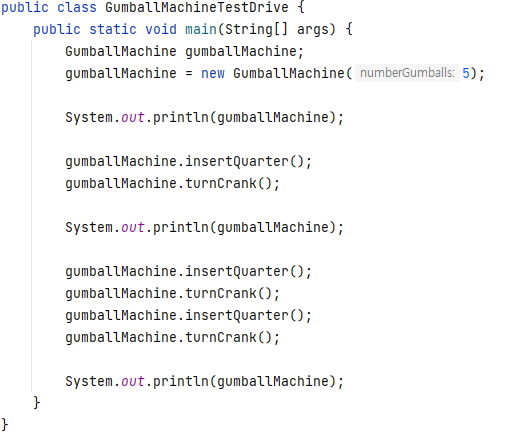 public class GumballMachineTestDrive {
    public static void main(String[] args) {
        GumballMachine gumballMachine;
        gumballMachine = new GumballMachine( numberGumballs: 5);

        System.out.println(gumballMachine);

        gumballMachine.insertQuarter();
        gumballMachine.turnCrank();

        System.out.println(gumballMachine);

        gumballMachine.insertQuarter();
        gumballMachine.turnCrank();
        gumballMachine.insertQuarter();
        gumballMachine.turnCrank();

        System.out.println(gumballMachine);
    }
}